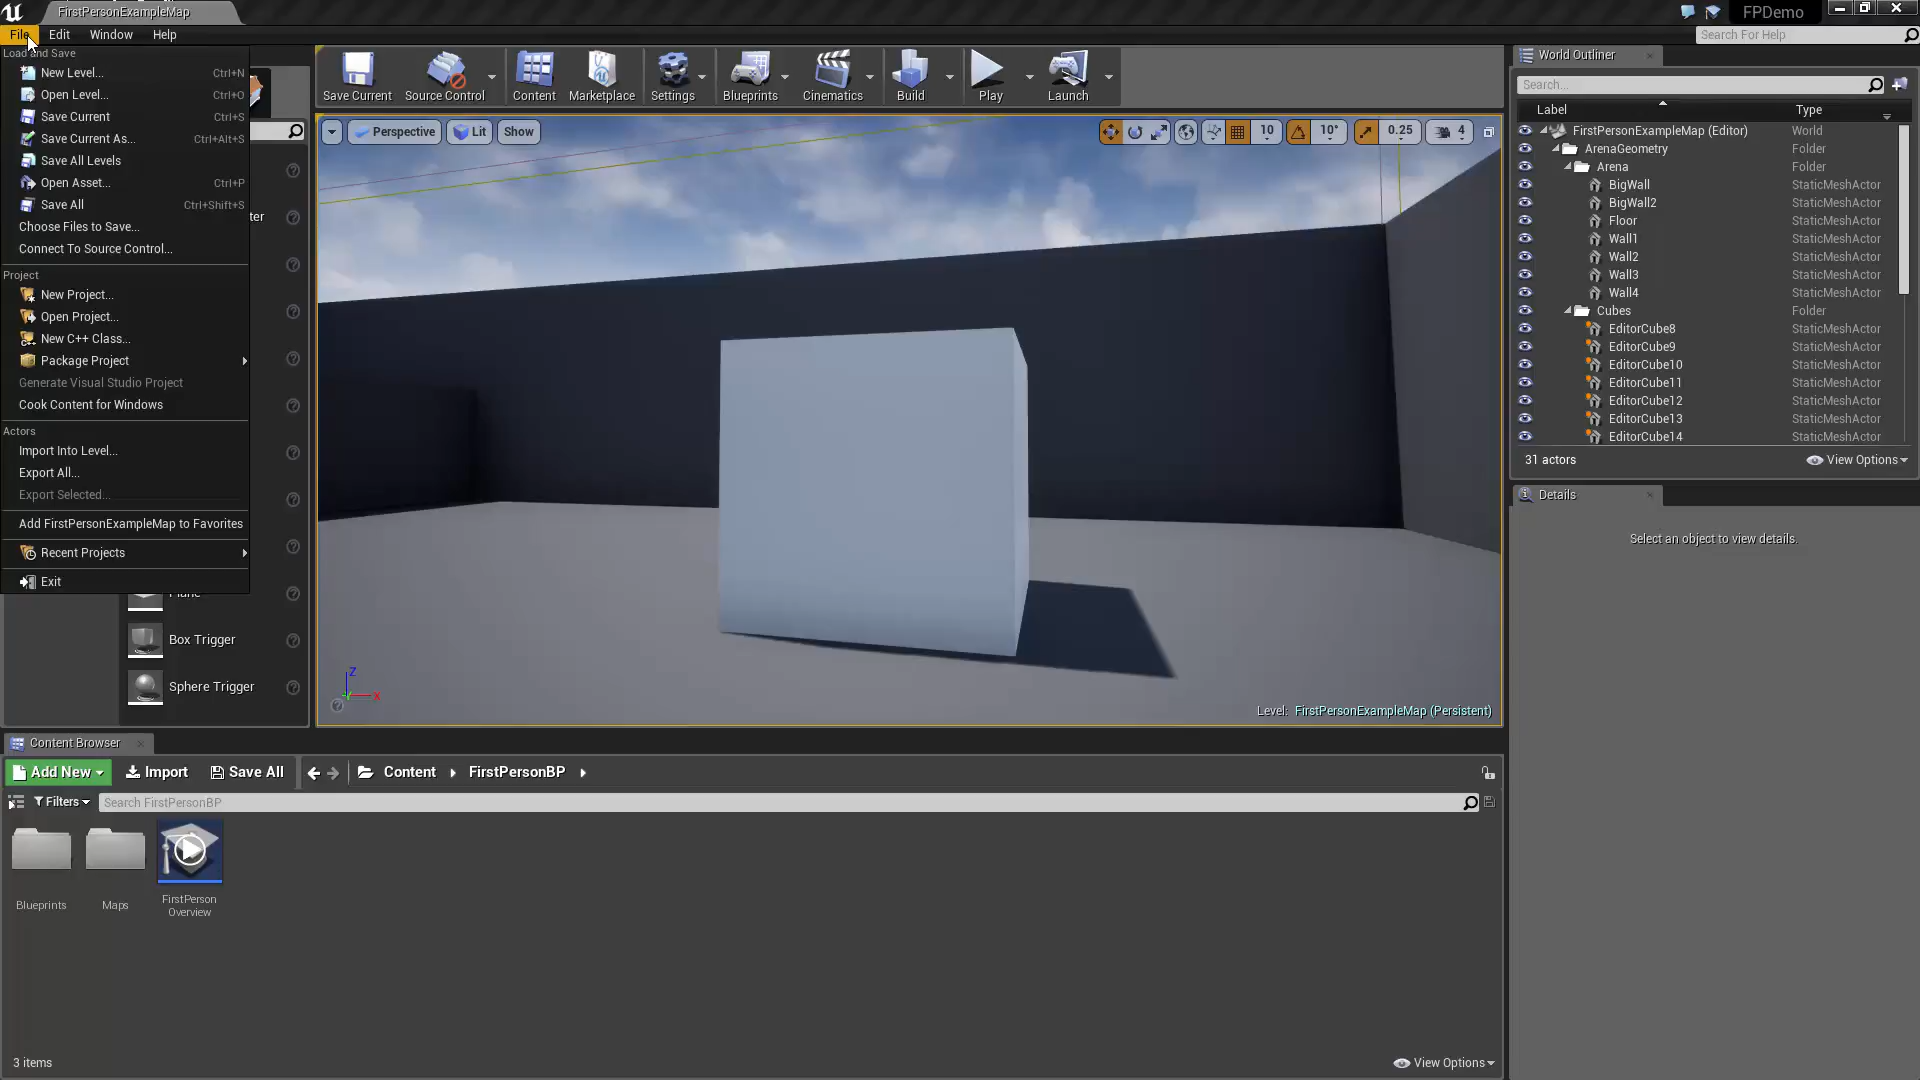 FirstPersonExampleMap
FPDemo
File Edit Window Help
Search For Help
Load and Save
New Level... Ctrl+N
Open Level... Ctrl+O
Save Current Ctrl+S
Save Current As... Ctrl+Alt+S
Save All Levels
Open Asset... Ctrl+P
Save All Ctrl+Shift+S
Choose Files to Save...
Connect To Source Control...
Project
New Project...
Open Project...
New C++ Class...
Package Project
Generate Visual Studio Project
Cook Content for Windows
Actors
Import Into Level...
Export All...
Export Selected...
Add FirstPersonExampleMap to Favorites
Recent Projects
Exit
Box Trigger
Sphere Trigger
Save Current Source Control Content Marketplace Settings Blueprints Cinematics Build Play Launch
Perspective Lit Show
10 10° 0.25 4
Z
X
Level: FirstPersonExampleMap (Persistent)
World Outliner
Search...
Label Type
FirstPersonExampleMap (Editor) World
ArenaGeometry Folder
Arena Folder
BigWall StaticMeshActor
BigWall2 StaticMeshActor
Floor StaticMeshActor
Wall1 StaticMeshActor
Wall2 StaticMeshActor
Wall3 StaticMeshActor
Wall4 StaticMeshActor
Cubes Folder
EditorCube8 StaticMeshActor
EditorCube9 StaticMeshActor
EditorCube10 StaticMeshActor
EditorCube11 StaticMeshActor
EditorCube12 StaticMeshActor
EditorCube13 StaticMeshActor
EditorCube14 StaticMeshActor
31 actors View Options
Details
Select an object to view details.
Content Browser
Add New Import Save All Content FirstPersonBP
Filters Search FirstPersonBP
Blueprints
Maps
FirstPerson
Overview
3 items View Options